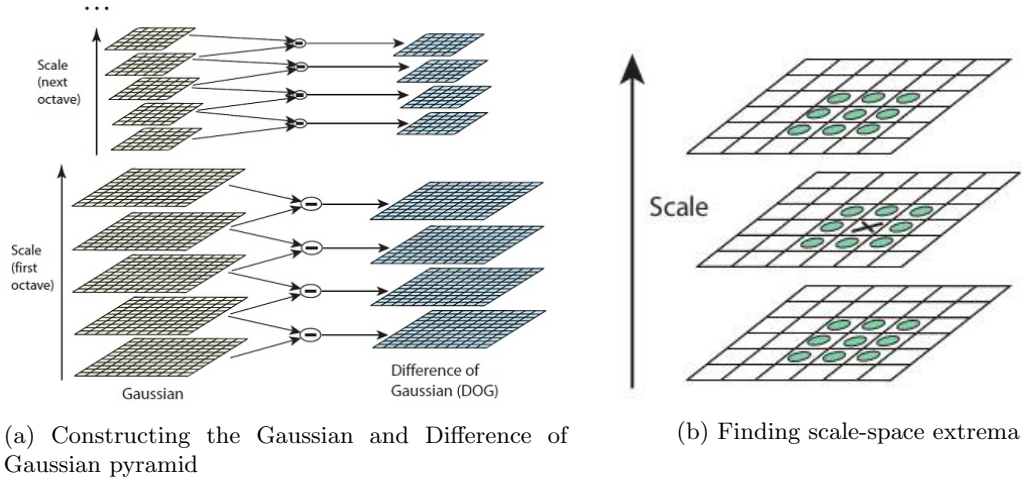 ...
Scale
(next
octave)
Scale
(first
octave)
Gaussian
Difference of
Gaussian (DOG)
(a) Constructing the Gaussian and Difference of
Gaussian pyramid
Scale
(b) Finding scale-space extrema